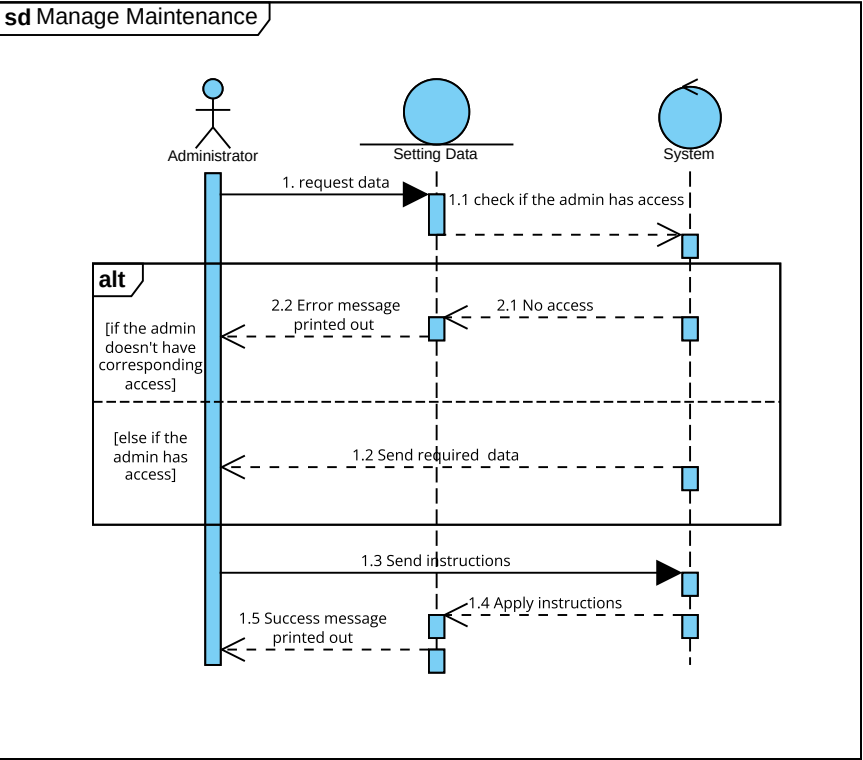 sd Manage Maintenance
Administrator
Setting Data
System
1. request data
1.1 check if the admin has access
alt
2.2 Error message
printed out
2.1 No access
[if the admin
doesn't have
corresponding
access]
[else if the
admin has
access]
1.2 Send required  data
1.3 Send instructions
1.4 Apply instructions
1.5 Success message
printed out